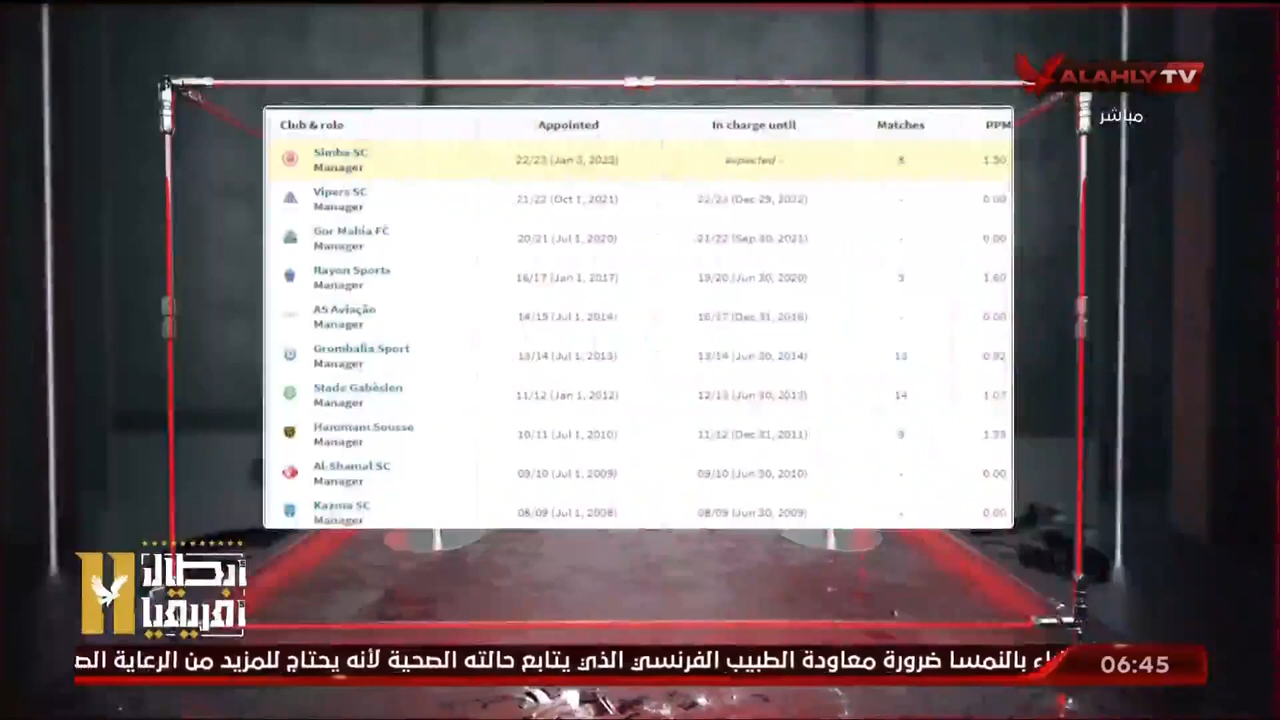 ALAHLY TV
مباشر
Club & role Appointed In charge until Matches PPM
Simba SC
Manager
22/23 (Jan 3, 2023) expected - 1.50
Vipers SC
Manager
21/22 (Oct 1, 2021) 22/23 (Dec 29, 2022) - 0.00
Gor Mahia FC
Manager
20/21 (Jul 1, 2020) 21/22 (Sep 30, 2021) - 0.00
Rayon Sports
Manager
16/17 (Jan 1, 2017) 19/20 (Jun 30, 2020) 1.60
AS Aviação
Manager
14/15 (Jul 1, 2014) 16/17 (Dec 31, 2016) - 0.00
Grombalia Sport
Manager
13/14 (Jul 1, 2013) 13/14 (Jun 30, 2014) 13 0.92
Stade Gabèsien
Manager
11/12 (Jan 1, 2012) 12/13 (Jun 30, 2013) 14 1.07
Hammam Sousse
Manager
10/11 (Jul 1, 2010) 11/12 (Dec 31, 2011) 9 1.33
Al-Shamal SC
Manager
09/10 (Jul 1, 2009) 09/10 (Jun 30, 2010) - 0.00
Kazma SC
Manager
08/09 (Jul 1, 2008) 08/09 (Jun 30, 2009) - 0.00
أبطال
أفريقيا
بالنمسا ضرورة معاودة الطبيب الفرنسي الذي يتابع حالته الصحية لأنه يحتاج للمزيد من الرعاية
06:45